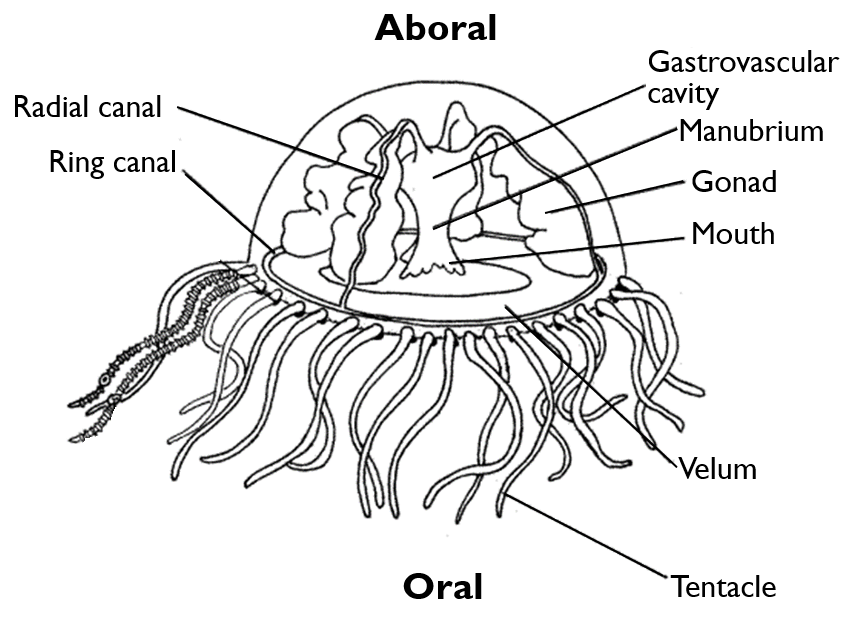 Aboral
Gastrovascular
cavity
Radial canal
Manubrium
Ring canal
Gonad
Mouth
Velum
Tentacle
Oral